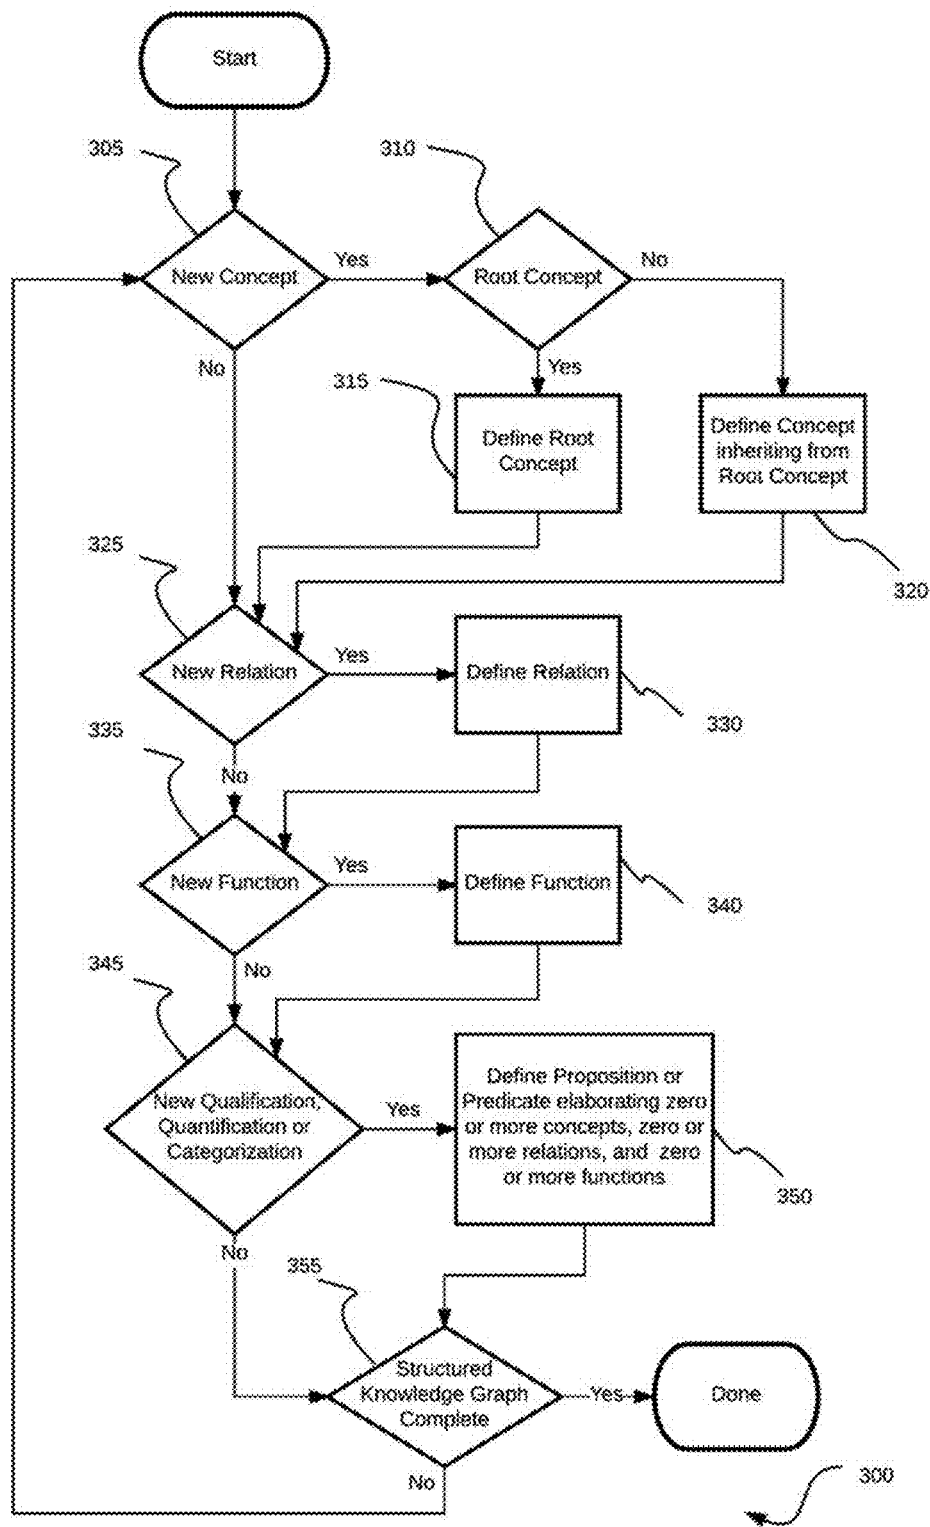 Start
305
310
New Concept
Yes
Root Concept
No
No
Yes
315
Define Root
Concept
Define Concept
inheriting from
Root Concept
320
325
New Relation
Yes
Define Relation
330
335
No
New Function
Yes
Define Function
340
345
No
New Qualification,
Quantification or
Categorization
Yes
Define Proposition or
Predicate elaborating zero
or more concepts, zero or
more relations, and zero
or more functions
350
No
355
Structured
Knowledge Graph
Complete
Yes
Done
No
300